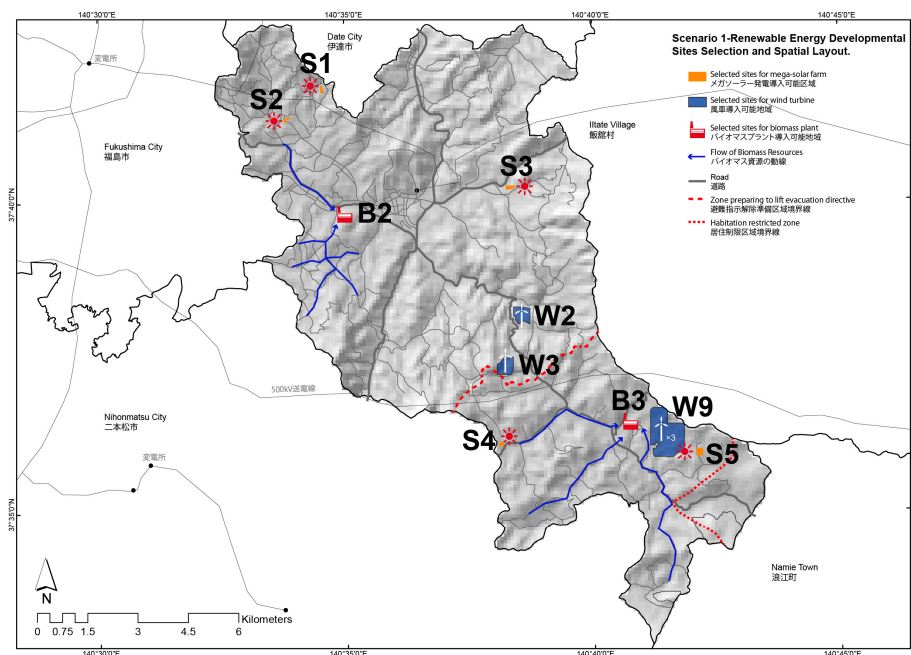 140°30'0"E
140°35'0"E
140°40'0"E
140°45'0"E
Scenario 1-Renewable Energy Developmental
Sites Selection and Spatial Layout.
Selected sites for mega-solar farm
メガソーラー発電導入可能区域
Selected sites for wind turbine
風車導入可能地域
Selected sites for biomass plant
バイオマスプラント導入可能地域
Flow of Biomass Resources
バイオマス資源の動線
Road
道路
Zone preparing to lift evacuation directive
避難指示解除準備区域境界線
Habitation restricted zone
居住制限区域境界線
Date City
伊達市
変電所
S1
S2
Fukushima City
福島市
IItate Village
飯舘村
S3
37°40'0"N
37°40'0"N
B2
W2
W3
500kV送電線
B3
W9
×3
S4
S5
Nihonmatsu City
二本松市
変電所
37°35'0"N
37°35'0"N
Namie Town
浪江町
N
Kilometers
0 0.75 1.5 3 4.5 6
140°30'0"E
140°35'0"E
140°40'0"E
140°45'0"E